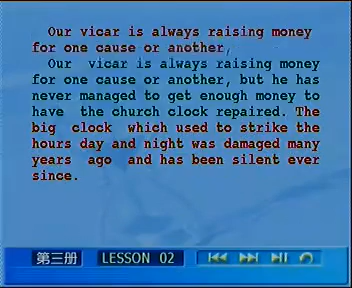 Our vicar is always raising money
for one cause or another,
Our vicar is always raising money
for one cause or another, but he has
never managed to get enough money to
have the church clock repaired. The
big clock which used to strike the
hours day and night was damaged many
years ago and has been silent ever
since.
第三册 LESSON 02